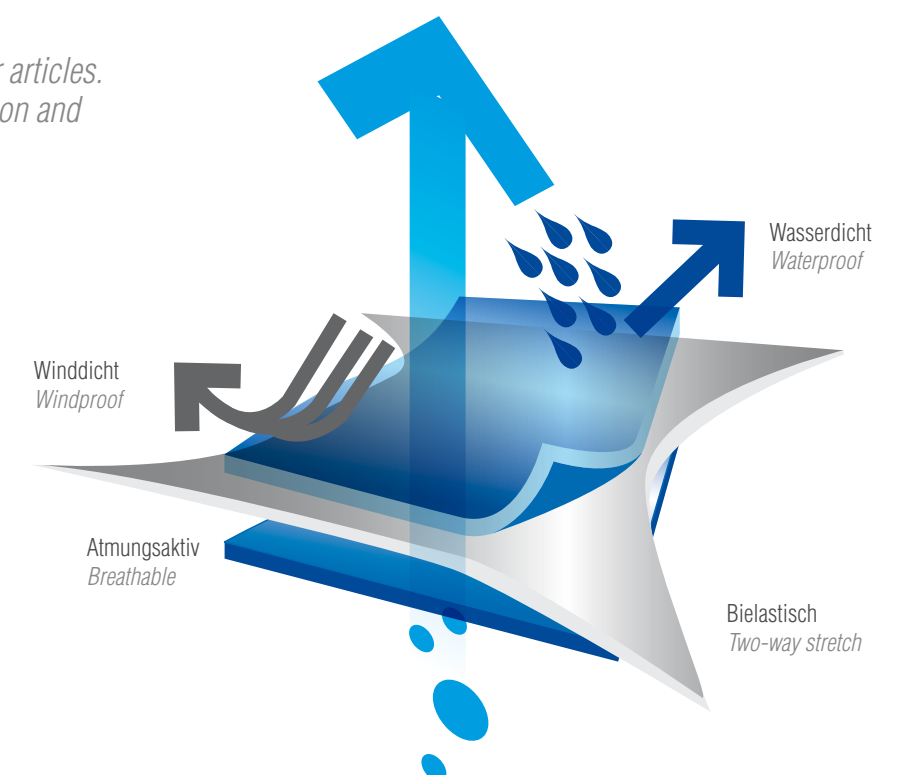 articles.
on and
Wasserdicht
Waterproof
Winddicht
Windproof
Atmungsaktiv
Breathable
Bielastisch
Two-way stretch